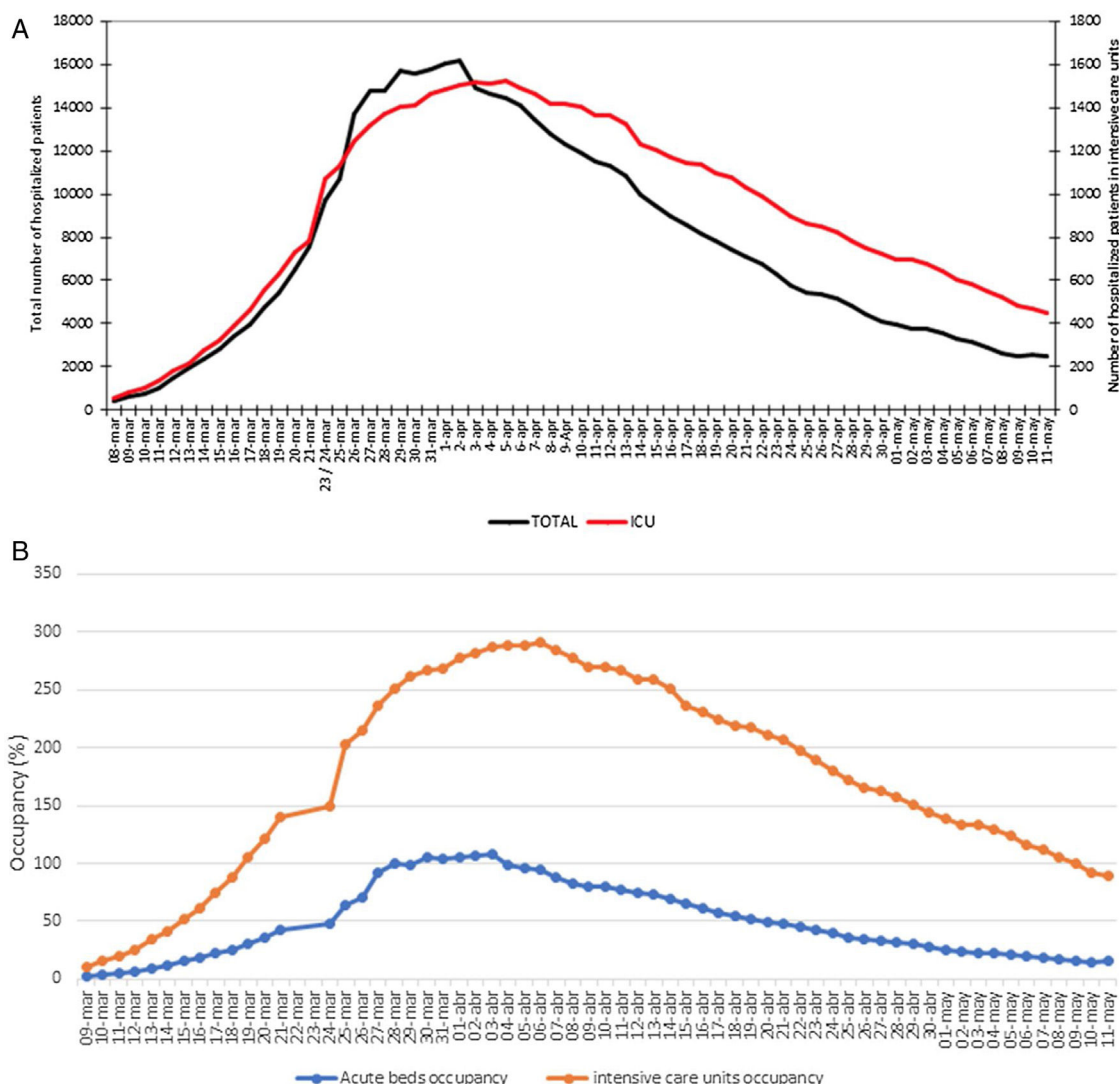 A
18000
16000
14000
12000
10000
8000
6000
4000
2000
0
Total number of hospitalized patients
1800
1600
1400
1200
1000
800
600
400
200
0
Number of hospitalized patients in intensive care units
08-mar
09-mar
10-mar
11-mar
12-mar
13-mar
14-mar
15-mar
16-mar
17-mar
18-mar
19-mar
20-mar
21-mar
23 / 24-mar
25-mar
26-mar
27-mar
28-mar
29-mar
30-mar
31-mar
1-apr
2-apr
3-apr
4-apr
5-apr
6-apr
7-apr
8-apr
9-Apr
10-apr
11-apr
12-apr
13-apr
14-apr
15-apr
16-apr
17-apr
18-apr
19-apr
20-apr
21-apr
22-apr
23-apr
24-apr
25-apr
26-apr
27-apr
28-apr
29-apr
30-apr
01-may
02-may
03-may
04-may
05-may
06-may
07-may
08-may
09-may
10-may
11-may
TOTAL
ICU
B
350
300
250
200
150
100
50
0
Occupancy (%)
09-mar
10-mar
11-mar
12-mar
13-mar
14-mar
15-mar
16-mar
17-mar
18-mar
19-mar
20-mar
21-mar
22-mar
23-mar
24-mar
25-mar
26-mar
27-mar
28-mar
29-mar
30-mar
31-mar
01-abr
02-abr
03-abr
04-abr
05-abr
06-abr
07-abr
08-abr
09-abr
10-abr
11-abr
12-abr
13-abr
14-abr
15-abr
16-abr
17-abr
18-abr
19-abr
20-abr
21-abr
22-abr
23-abr
24-abr
25-abr
26-abr
27-abr
28-abr
29-abr
30-abr
01-may
02-may
03-may
04-may
05-may
06-may
07-may
08-may
09-may
10-may
11-may
Acute beds occupancy
intensive care units occupancy